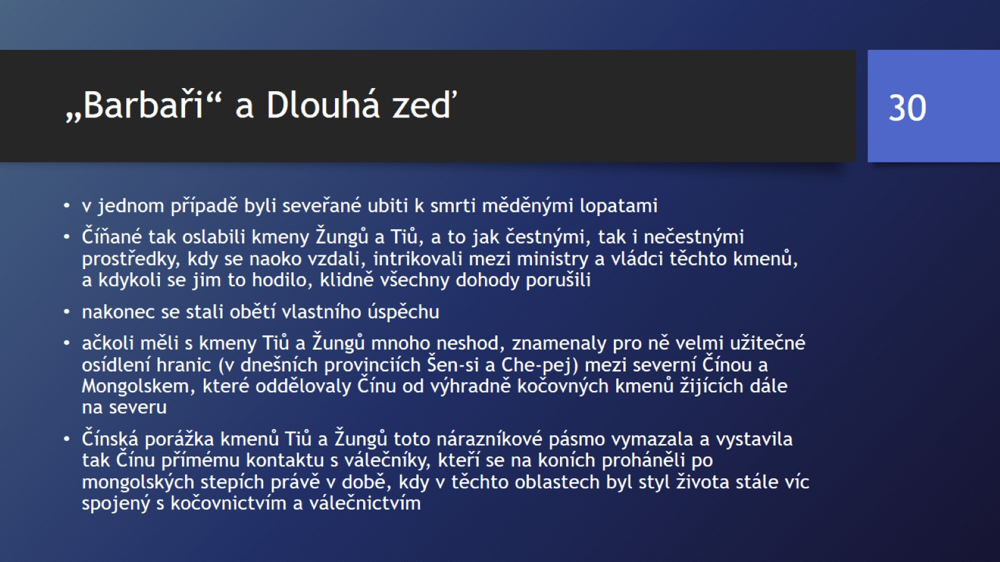 „Barbaři“ a Dlouhá zeď
30
• v jednom případě byli seveřané ubiti k smrti měděnými lopatami
• Číňané tak oslabili kmeny Žungů a Tiů, a to jak čestnými, tak i nečestnými
prostředky, kdy se naoko vzdali, intrikovali mezi ministry a vládci těchto kmenů,
a kdykoli se jim to hodilo, klidně všechny dohody porušili
• nakonec se stali obětí vlastního úspěchu
• ačkoli měli s kmeny Tiů a Žungů mnoho neshod, znamenaly pro ně velmi užitečné
osídlení hranic (v dnešních provinciích Šen-si a Che-pej) mezi severní Čínou a
Mongolskem, které oddělovaly Čínu od výhradně kočovných kmenů žijících dále
na severu
• Čínská porážka kmenů Tiů a Žungů toto nárazníkové pásmo vymazala a vystavila
tak Čínu přímému kontaktu s válečníky, kteří se na koních proháněli po
mongolských stepích právě v době, kdy v těchto oblastech byl styl života stále víc
spojený s kočovnictvím a válečnictvím